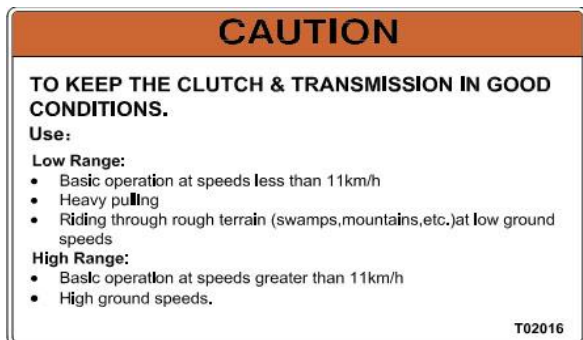 CAUTION
TO KEEP THE CLUTCH & TRANSMISSION IN GOOD
CONDITIONS.
Use:
Low Range:
• Basic operation at speeds less than 11km/h
• Heavy pullng
• Riding through rough terrain (swamps,mountains,etc.)at low ground
speeds
High Range:
• Basic operation at speeds greater than 11km/h
• High ground speeds.
T02016